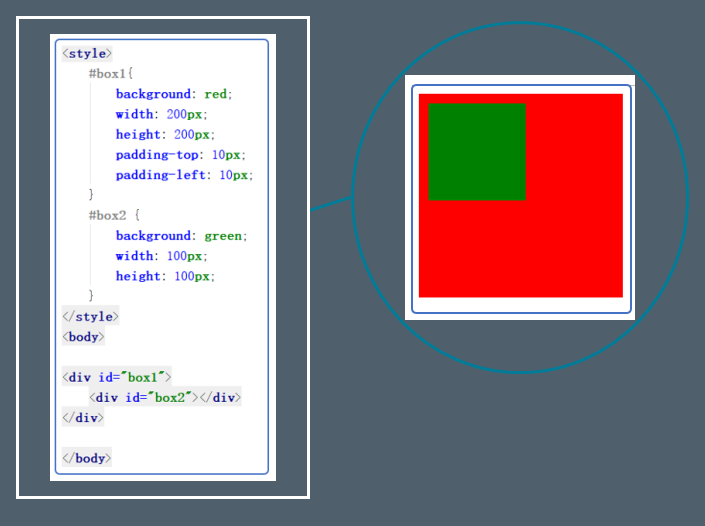 <style>
#box1{
background: red;
width: 200px;
height: 200px;
padding-top: 10px;
padding-left: 10px;
}
#box2 {
background: green;
width: 100px;
height: 100px;
}
</style>
<body>
<div id="box1">
<div id="box2"></div>
</div>
</body>